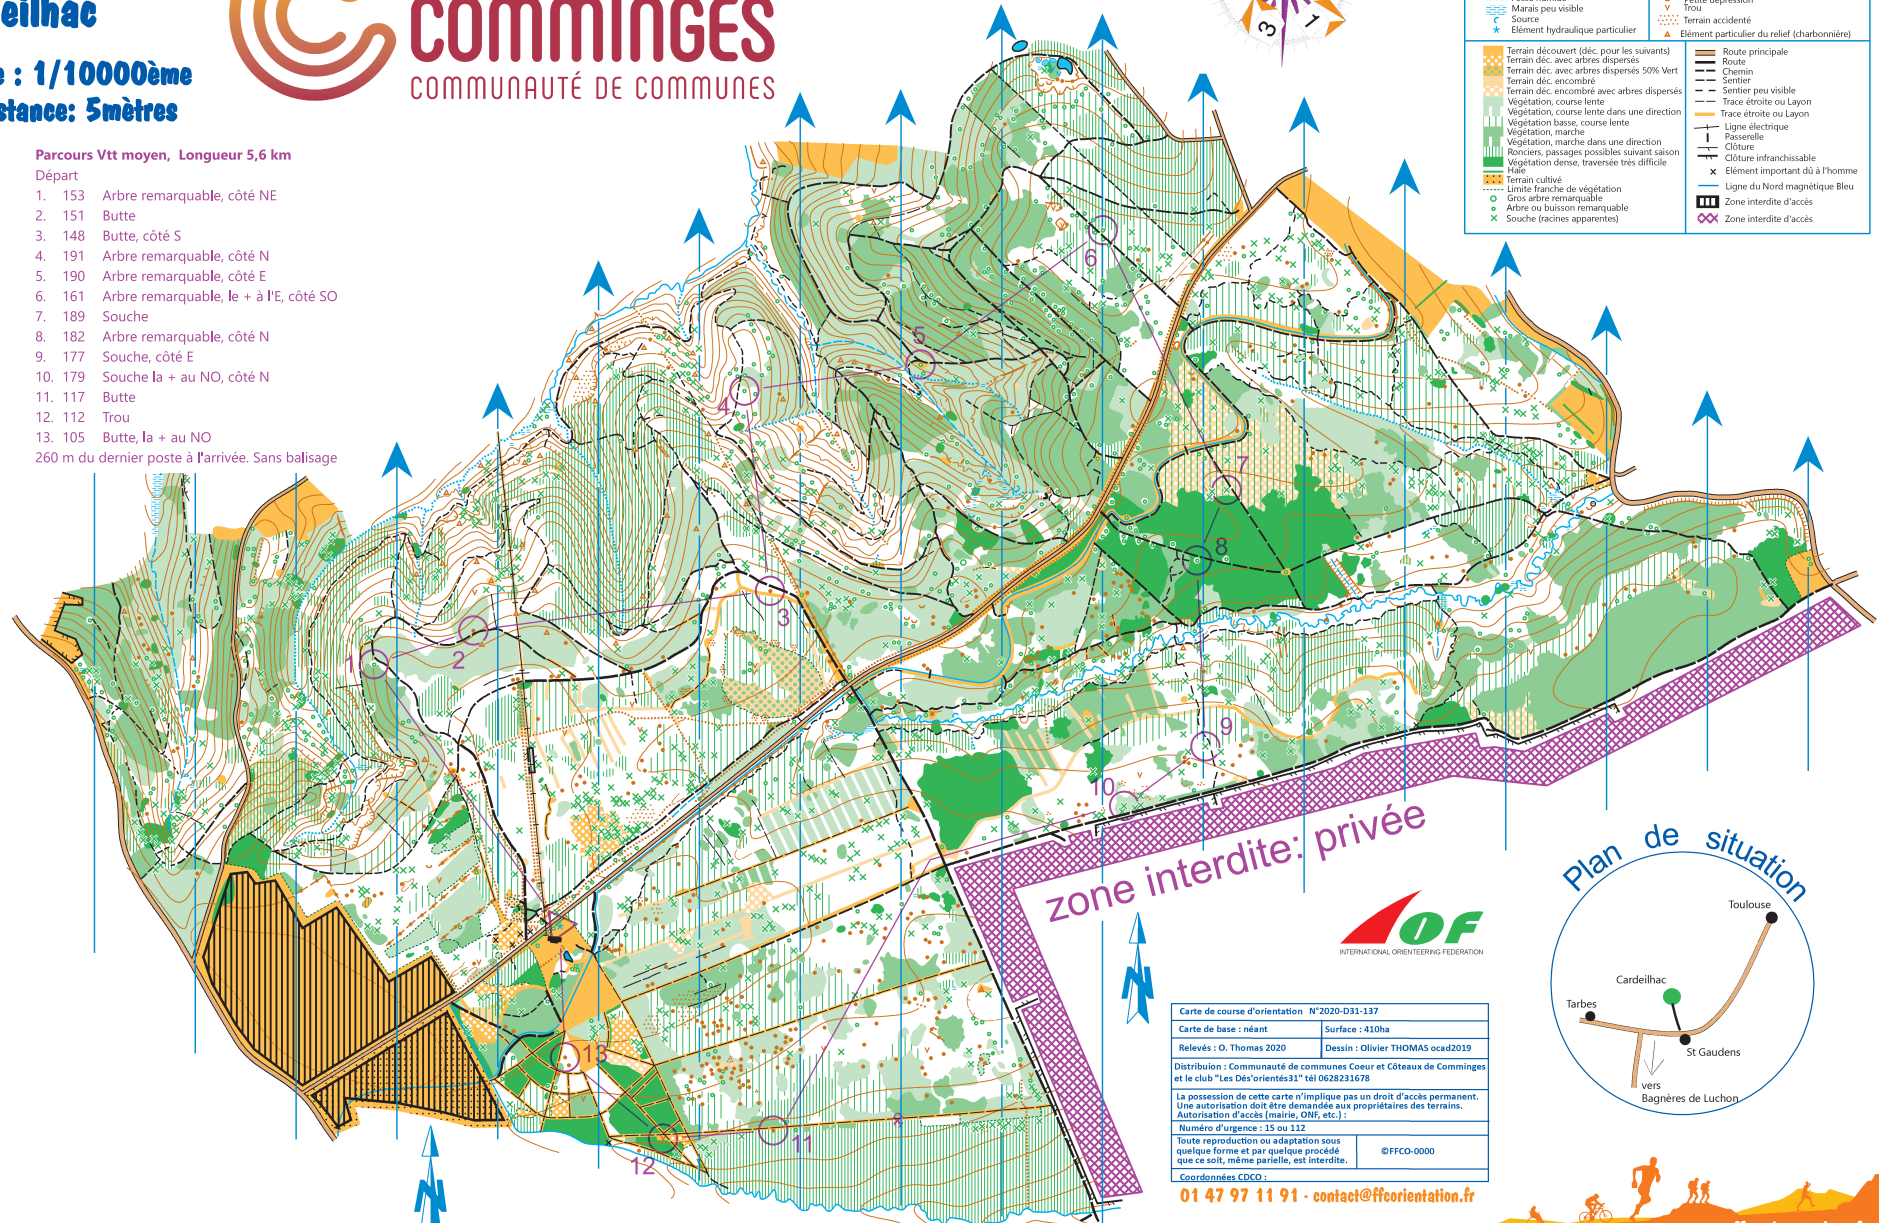 eilhac
e : 1/10000ème
stance: 5mètres
COMMINGES
COMMUNAUTÉ DE COMMUNES
3
1
Parcours Vtt moyen, Longueur 5,6 km
Départ
1. 153 Arbre remarquable, côté NE
2. 151 Butte
3. 148 Butte, côté S
4. 191 Arbre remarquable, côté N
5. 190 Arbre remarquable, côté E
6. 161 Arbre remarquable, le + à l'E, côté SO
7. 189 Souche
8. 182 Arbre remarquable, côté N
9. 177 Souche, côté E
10. 179 Souche la + au NO, côté N
11. 117 Butte
12. 112 Trou
13. 105 Butte, la + au NO
260 m du dernier poste à l'arrivée. Sans balisage
Marais peu visible
Source
Elément hydraulique particulier
Trou
Terrain accidenté
Elément particulier du relief (charbonnière)
Terrain découvert (déc. pour les suivants)
Terrain déc. avec arbres dispersés
Terrain déc. avec arbres dispersés 50% Vert
Terrain déc. encombré
Terrain déc. encombré avec arbres dispersés
Végétation, course lente
Végétation, course lente dans une direction
Végétation basse, course lente
Végétation, marche
Végétation, marche dans une direction
Ronciers, passages possibles suivant saison
Végétation dense, traversée très difficile
Haie
Terrain cultivé
Limite franche de végétation
Gros arbre remarquable
Arbre ou buisson remarquable
Souche (racines apparentes)
Route principale
Route
Chemin
Sentier
Sentier peu visible
Trace étroite ou Layon
Trace étroite ou Layon
Ligne électrique
Passerelle
Clôture
Clôture infranchissable
Elément important dû à l'homme
Ligne du Nord magnétique Bleu
Zone interdite d'accès
Zone interdite d'accès
6
5
4
7
8
3
1
2
9
10
13
12
11
zone interdite: privée
OF
INTERNATIONAL ORIENTEERING FEDERATION
N
N
Plan de situation
Toulouse
Cardeilhac
Tarbes
St Gaudens
vers
Bagnères de Luchon
Carte de course d'orientation N°2020-D31-137
Carte de base : néant
Surface : 410ha
Relevés : O. Thomas 2020
Dessin : Olivier THOMAS ocad2019
Distribuion : Communauté de communes Coeur et Côteaux de Comminges
et le club "Les Dés'orientés31" tél 0628231678
La possession de cette carte n'implique pas un droit d'accès permanent.
Une autorisation doit être demandée aux propriétaires des terrains.
Autorisation d'accès (mairie, ONF, etc.) :
Numéro d'urgence : 15 ou 112
Toute reproduction ou adaptation sous
quelque forme et par quelque procédé
que ce soit, même parielle, est interdite.
©FFCO-0000
Coordonnées CDCO :
01 47 97 11 91 - contact@ffcorientation.fr